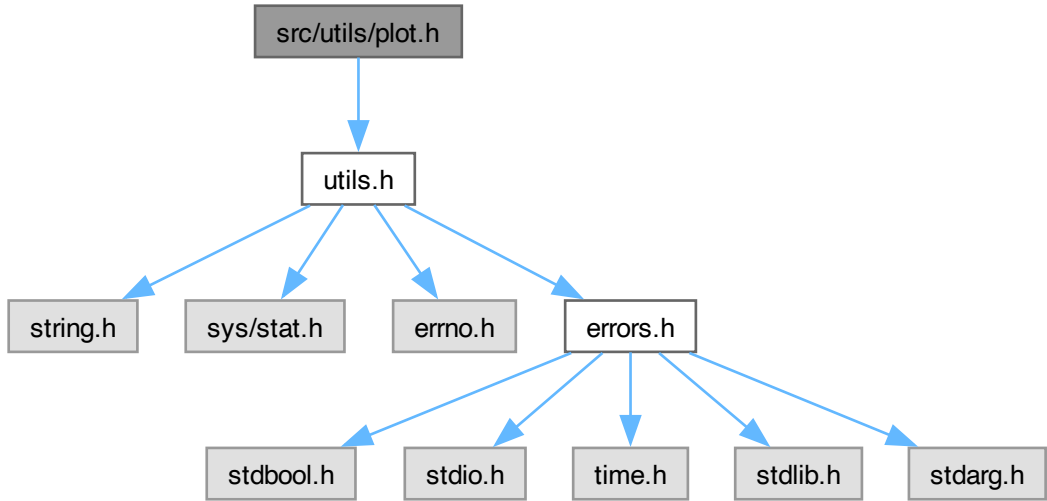 src/utils/plot.h
utils.h
string.h
sys/stat.h
errno.h
errors.h
stdbool.h
stdio.h
time.h
stdlib.h
stdarg.h